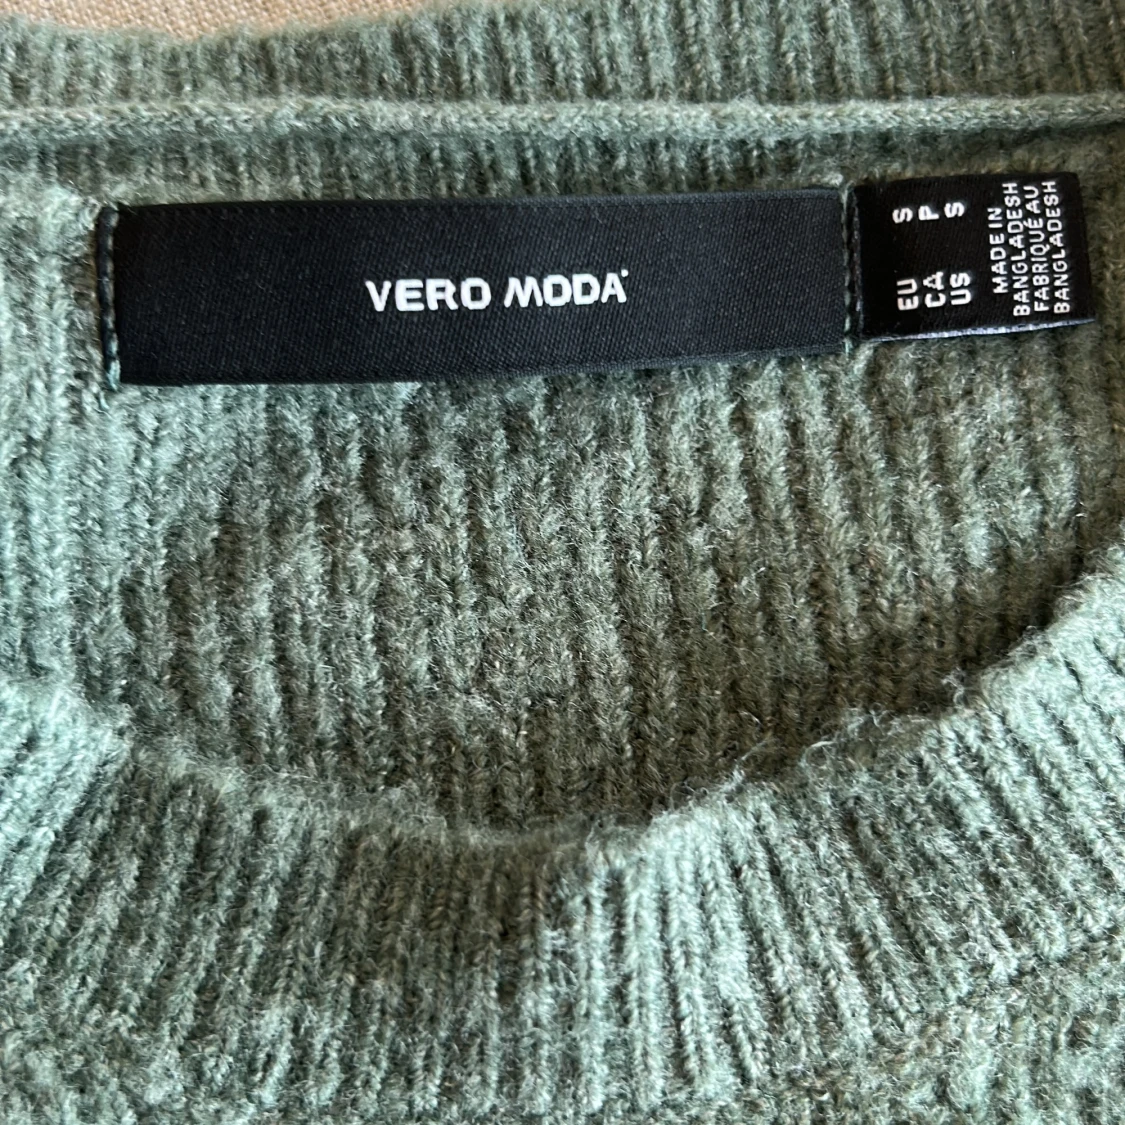 VERO MODA
EU S
CA P
US S
MADE IN
BANGLADESH
FABRIQUÉ AU
BANGLADESH